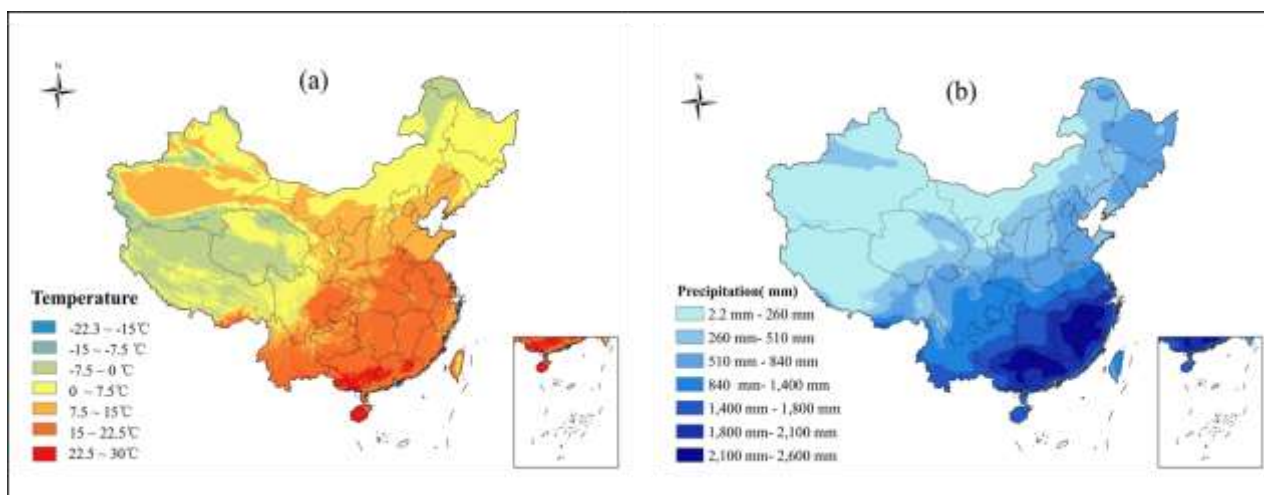 N
(a)
Temperature
-22.3 ~ -15℃
-15 ~ -7.5 ℃
-7.5 ~ 0 ℃
0 ~ 7.5℃
7.5 ~ 15℃
15 ~ 22.5℃
22.5 ~ 30℃
N
(b)
Precipitation( mm)
2.2 mm - 260 mm
260 mm- 510 mm
510 mm - 840 mm
840 mm- 1,400 mm
1,400 mm - 1,800 mm
1,800 mm- 2,100 mm
2,100 mm- 2,600 mm